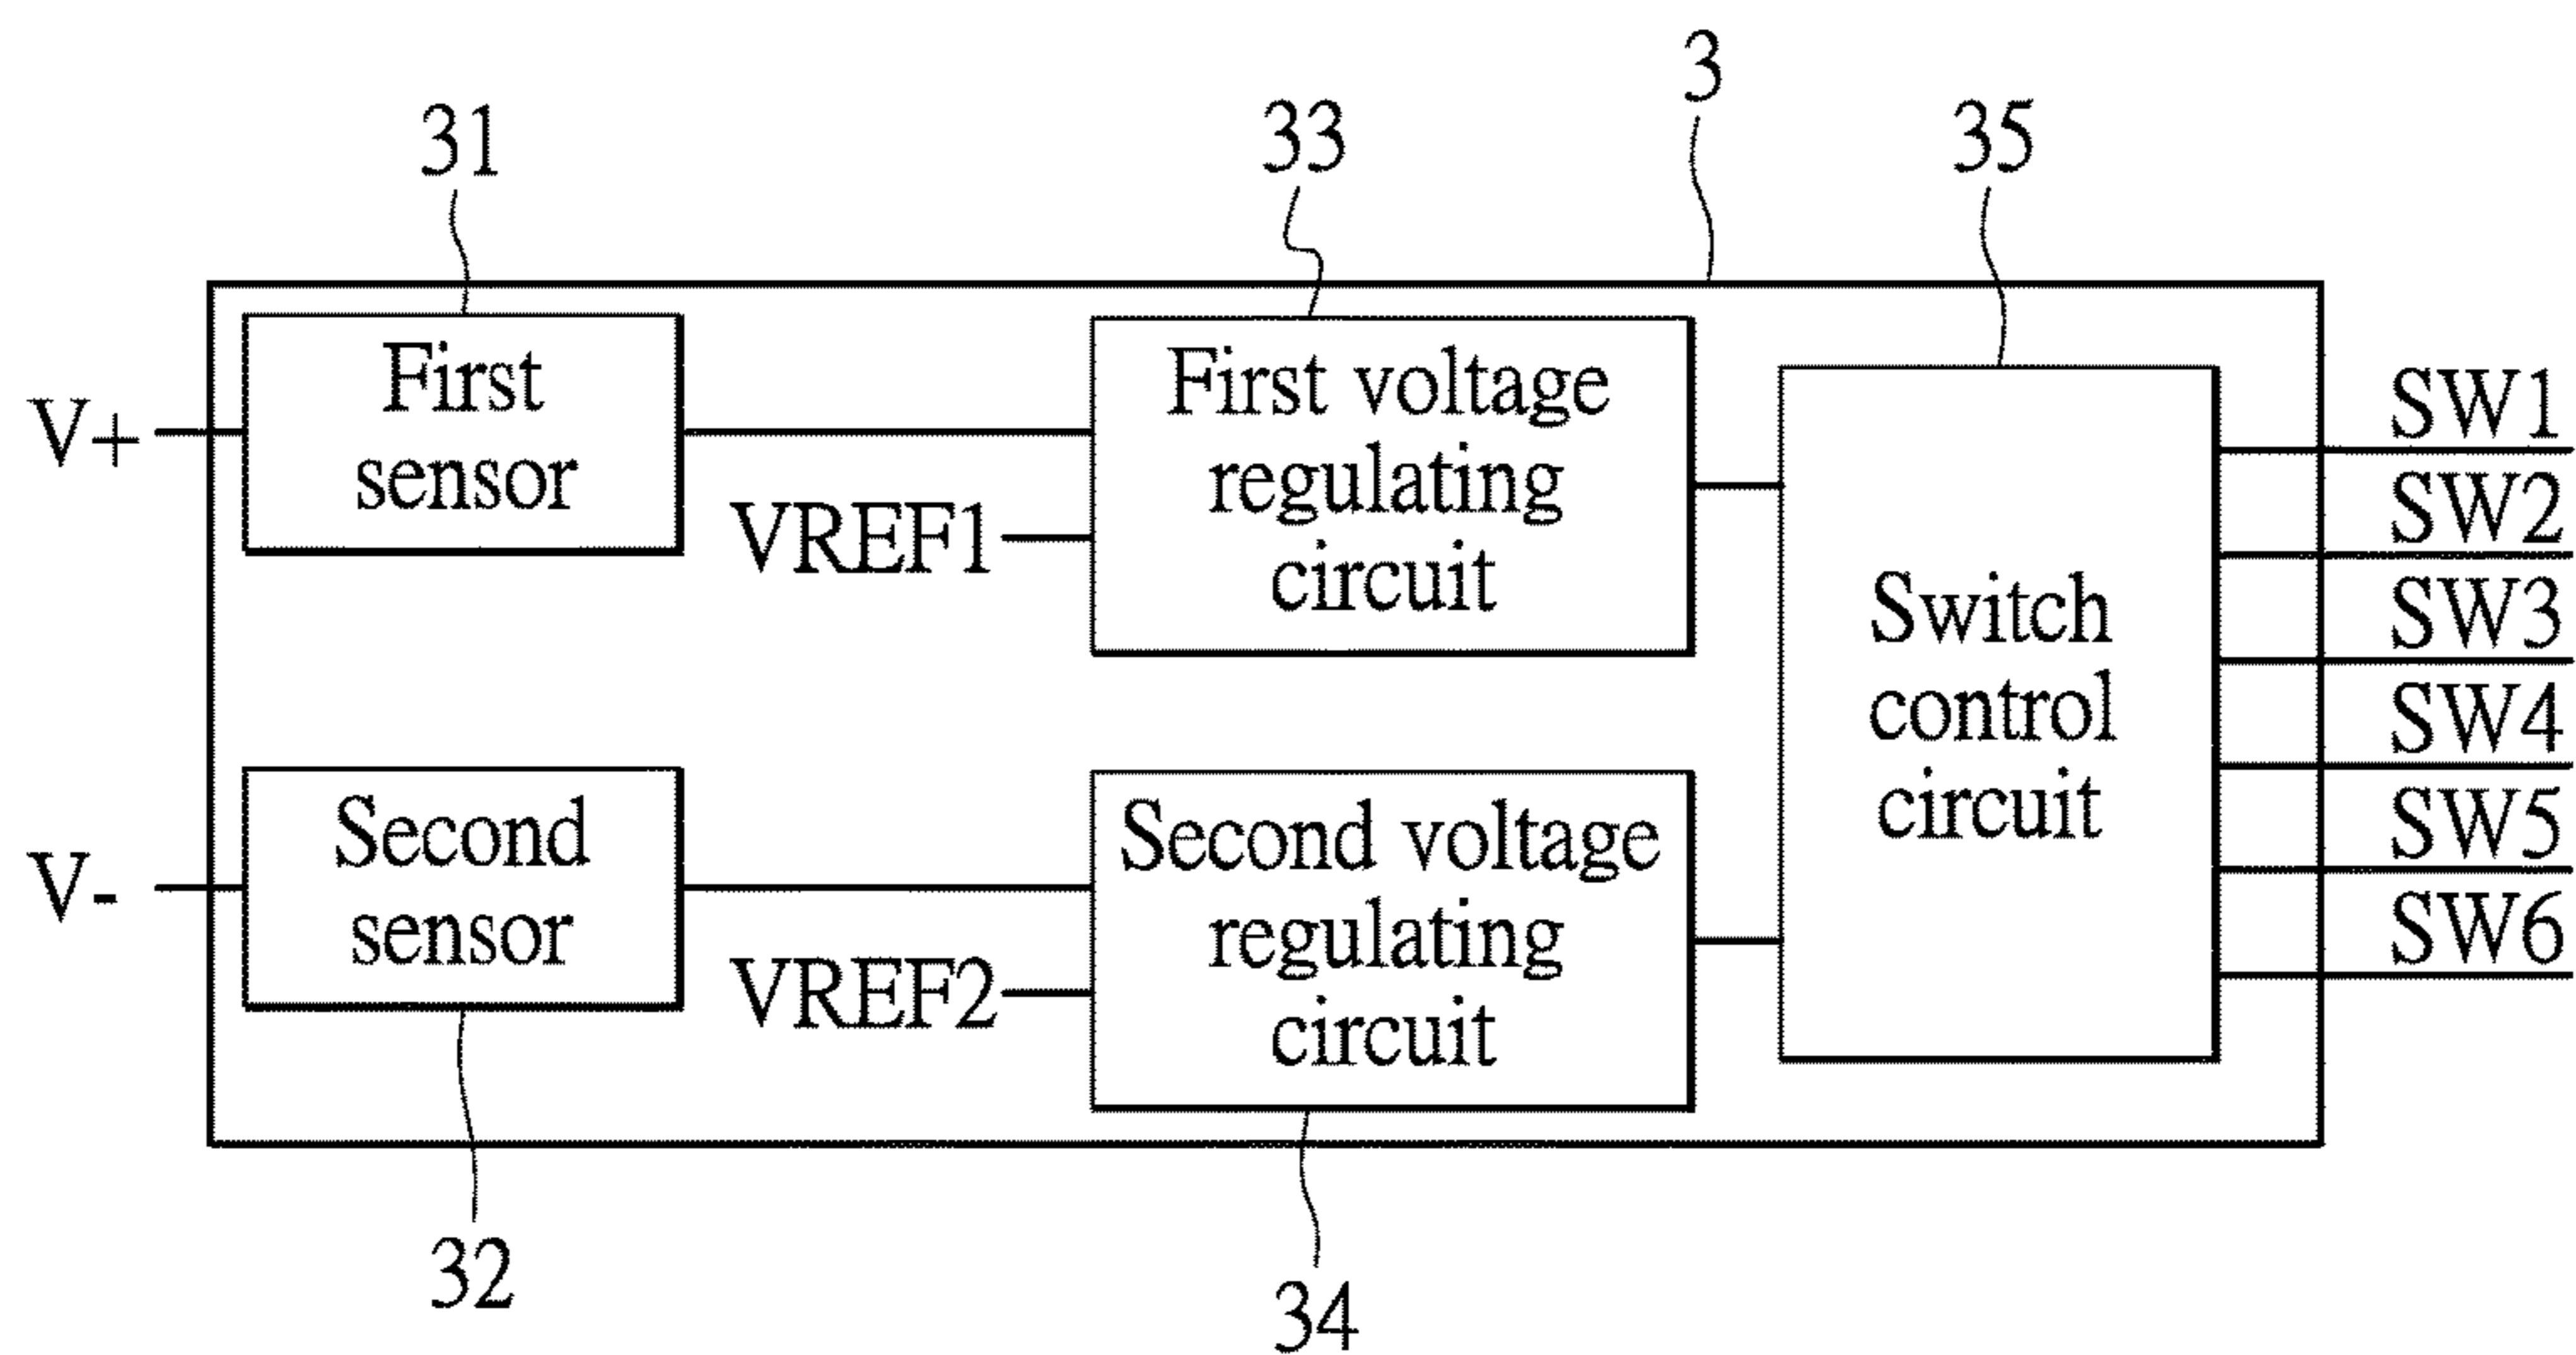 3
31
33
35
First
sensor
V+
First voltage
regulating
circuit
VREF1
Switch
control
circuit
SW1
SW2
SW3
SW4
SW5
SW6
Second
sensor
V-
Second voltage
regulating
circuit
VREF2
32
34